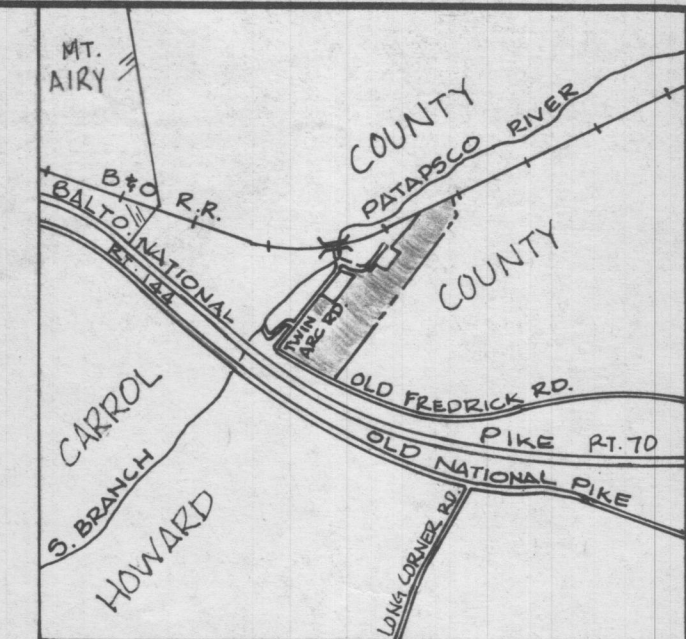 MT.
AIRY
COUNTY
PATAPSCO RIVER
B&O R.R.
BALTO. NATIONAL
RT. 144
COUNTY
TWIN
ARC RD
CARROL
OLD FREDRICK RD.
PIKE RT. 70
OLD NATIONAL PIKE
S. BRANCH
HOWARD
LONG CORNER RD.